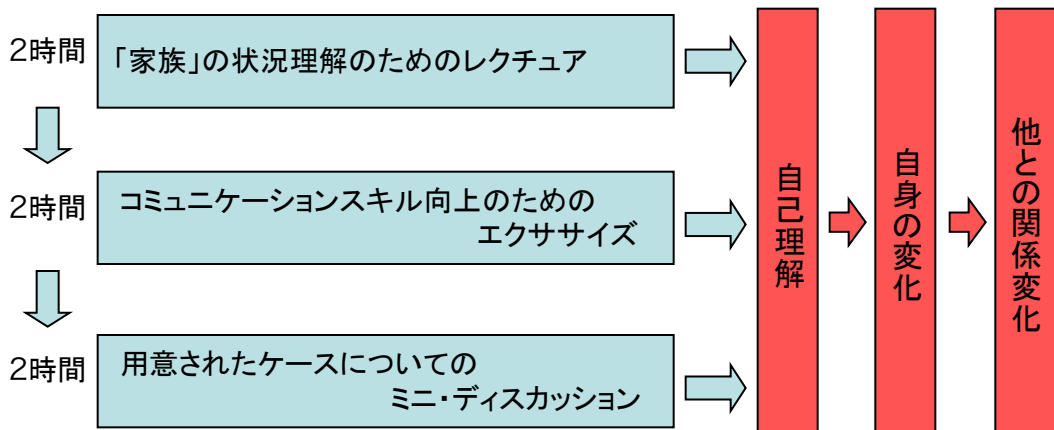 2時間
「家族」の状況理解のためのレクチュア
2時間
コミュニケーションスキル向上のための
エクササイズ
2時間
用意されたケースについての
ミニ・ディスカッション
自己理解
自身の変化
他との関係変化